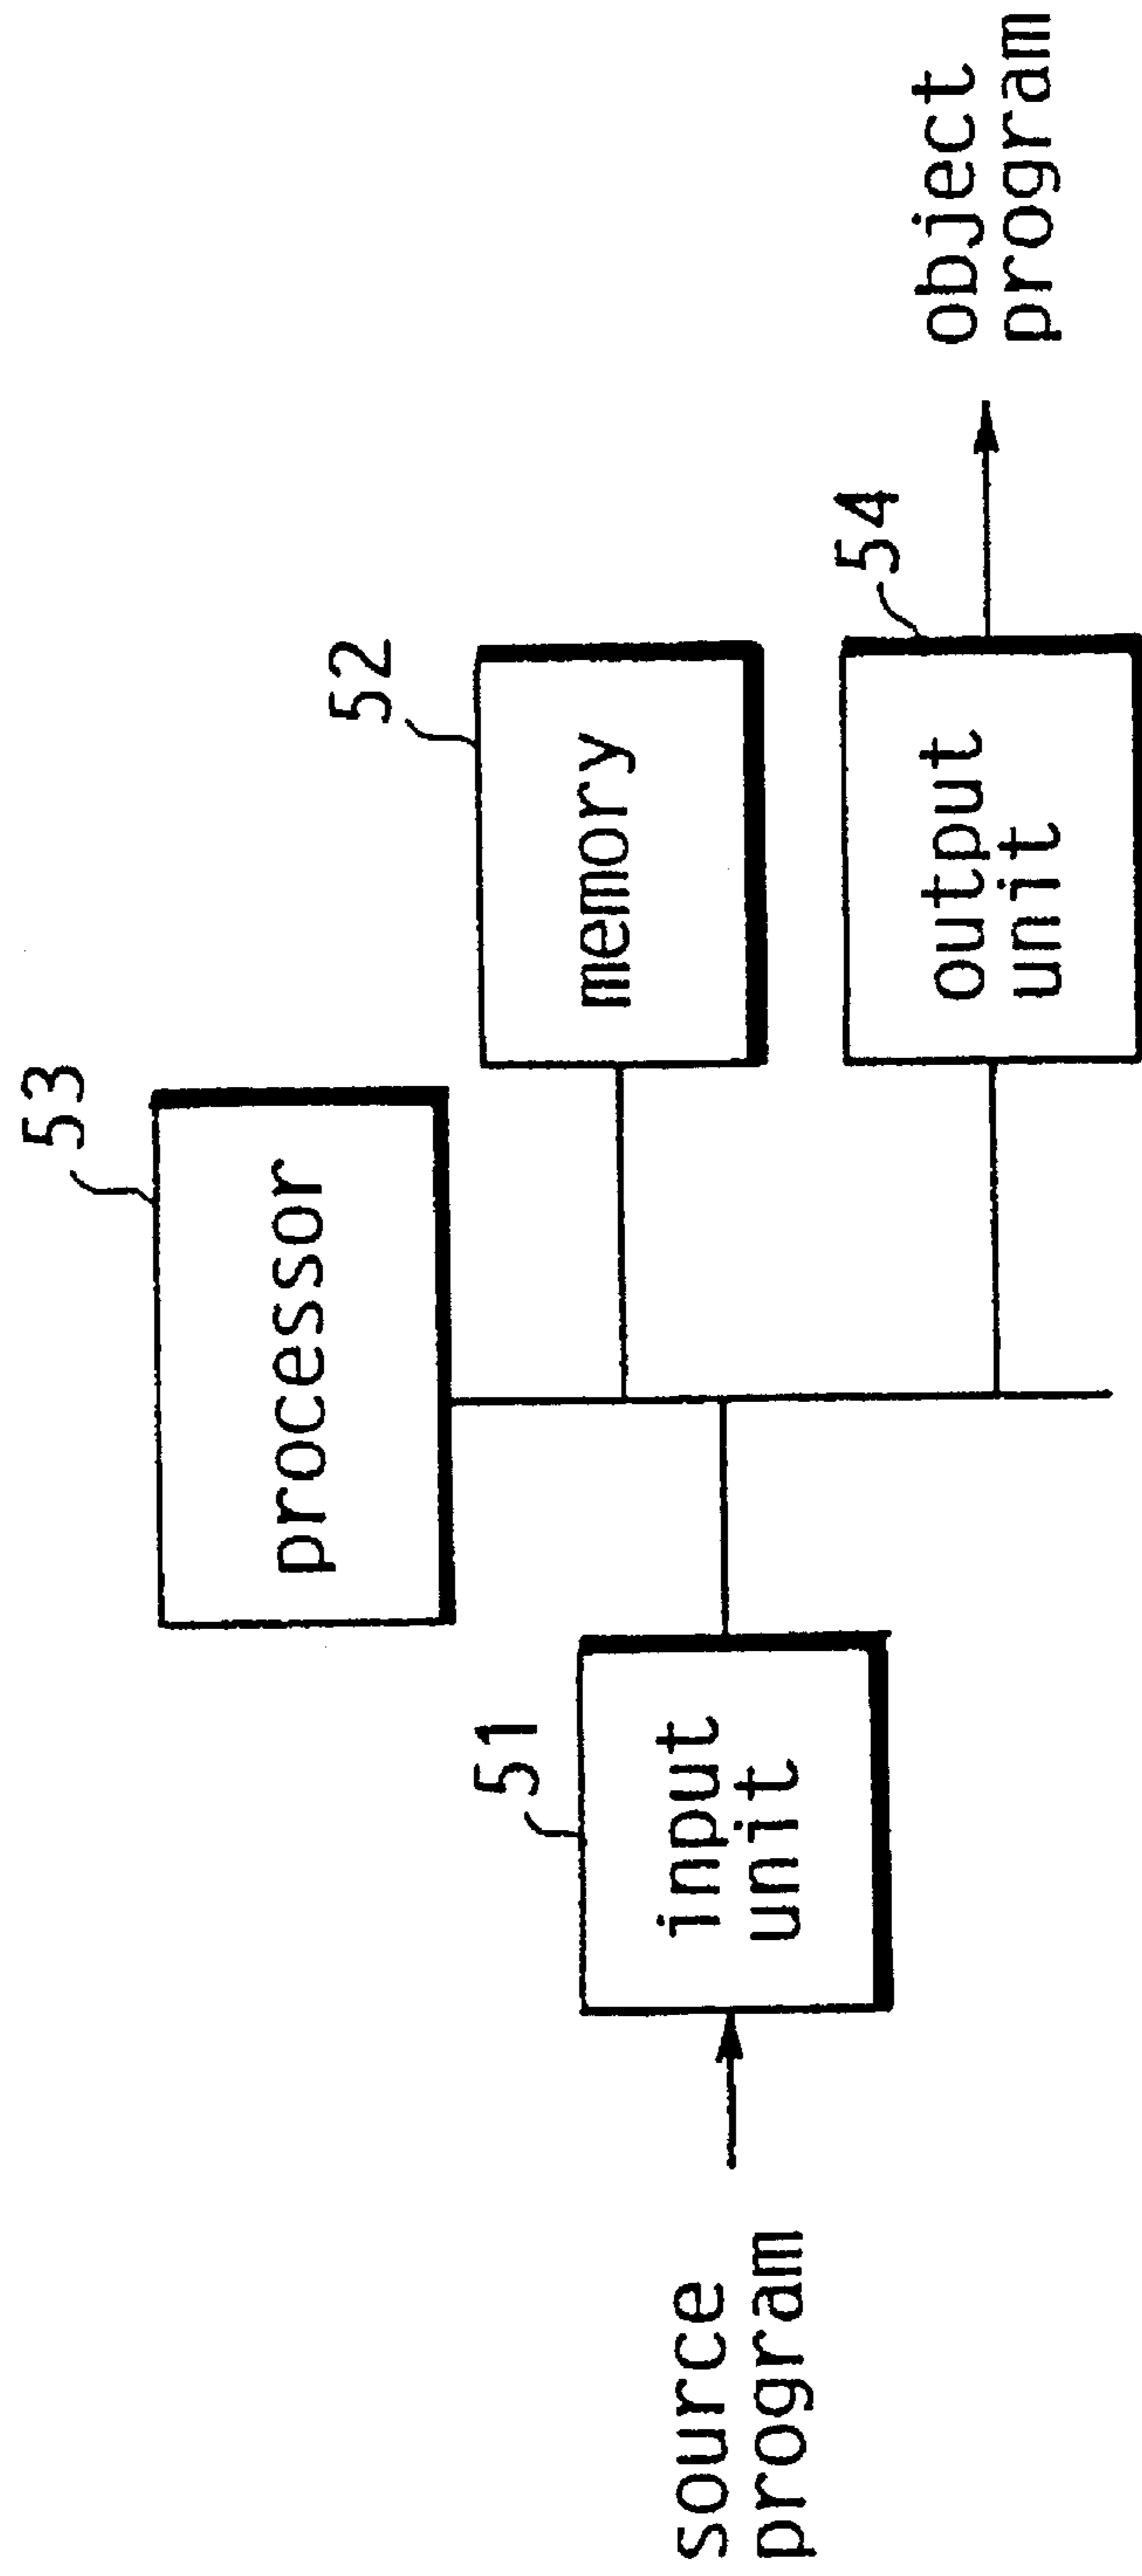 53
processor
52
memory
51
input
unit
54
output
unit
source
program
object
program